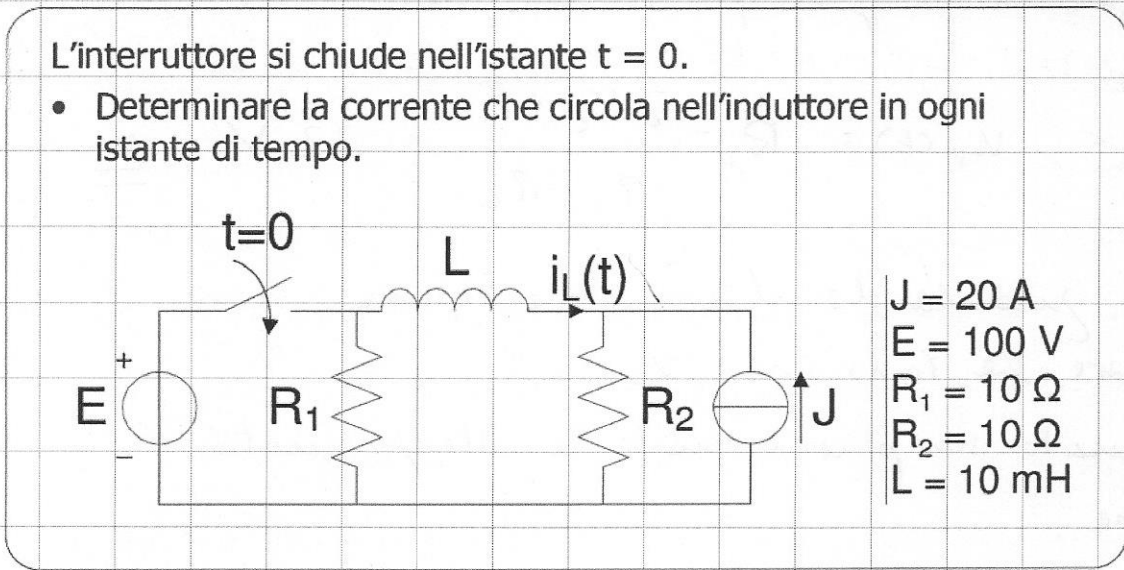 L'interruttore si chiude nell'istante t = 0.
• Determinare la corrente che circola nell'induttore in ogni
istante di tempo.
t=0
L
i_L(t)
J = 20 A
E = 100 V
R₁ = 10 Ω
R₂ = 10 Ω
L = 10 mH
+
E
–
R₁
R₂
J